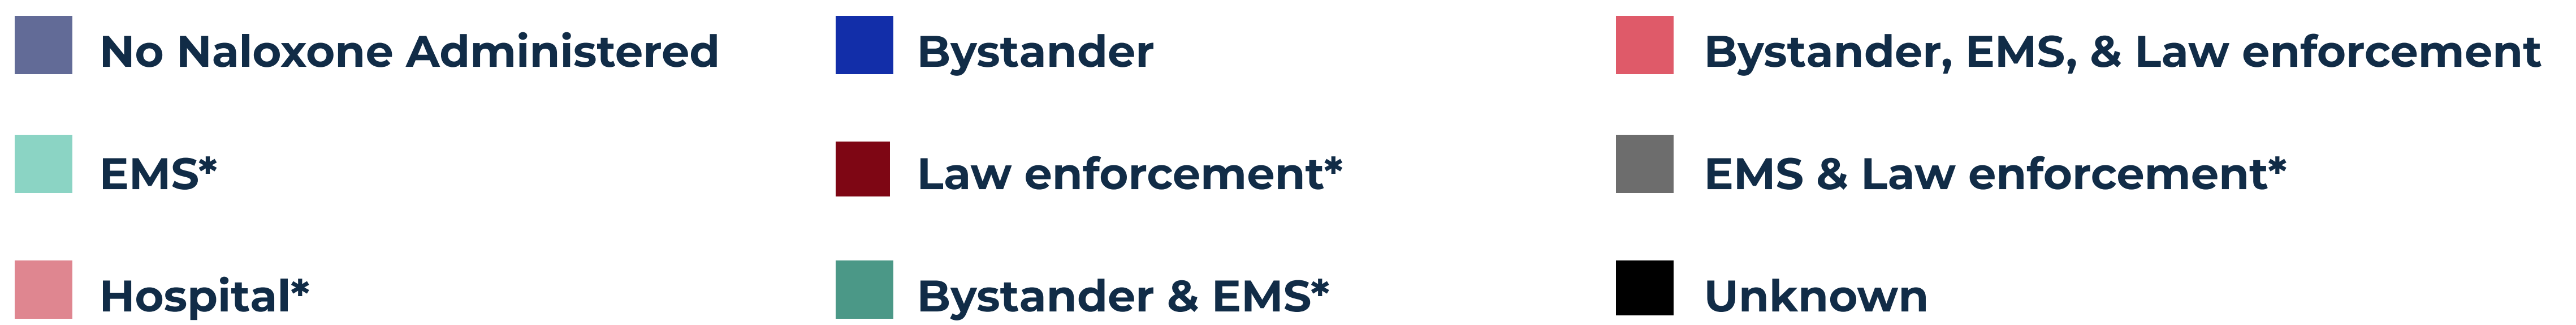 No Naloxone Administered
Bystander
Bystander, EMS, & Law enforcement
EMS*
Law enforcement*
EMS & Law enforcement*
Hospital*
Bystander & EMS*
Unknown